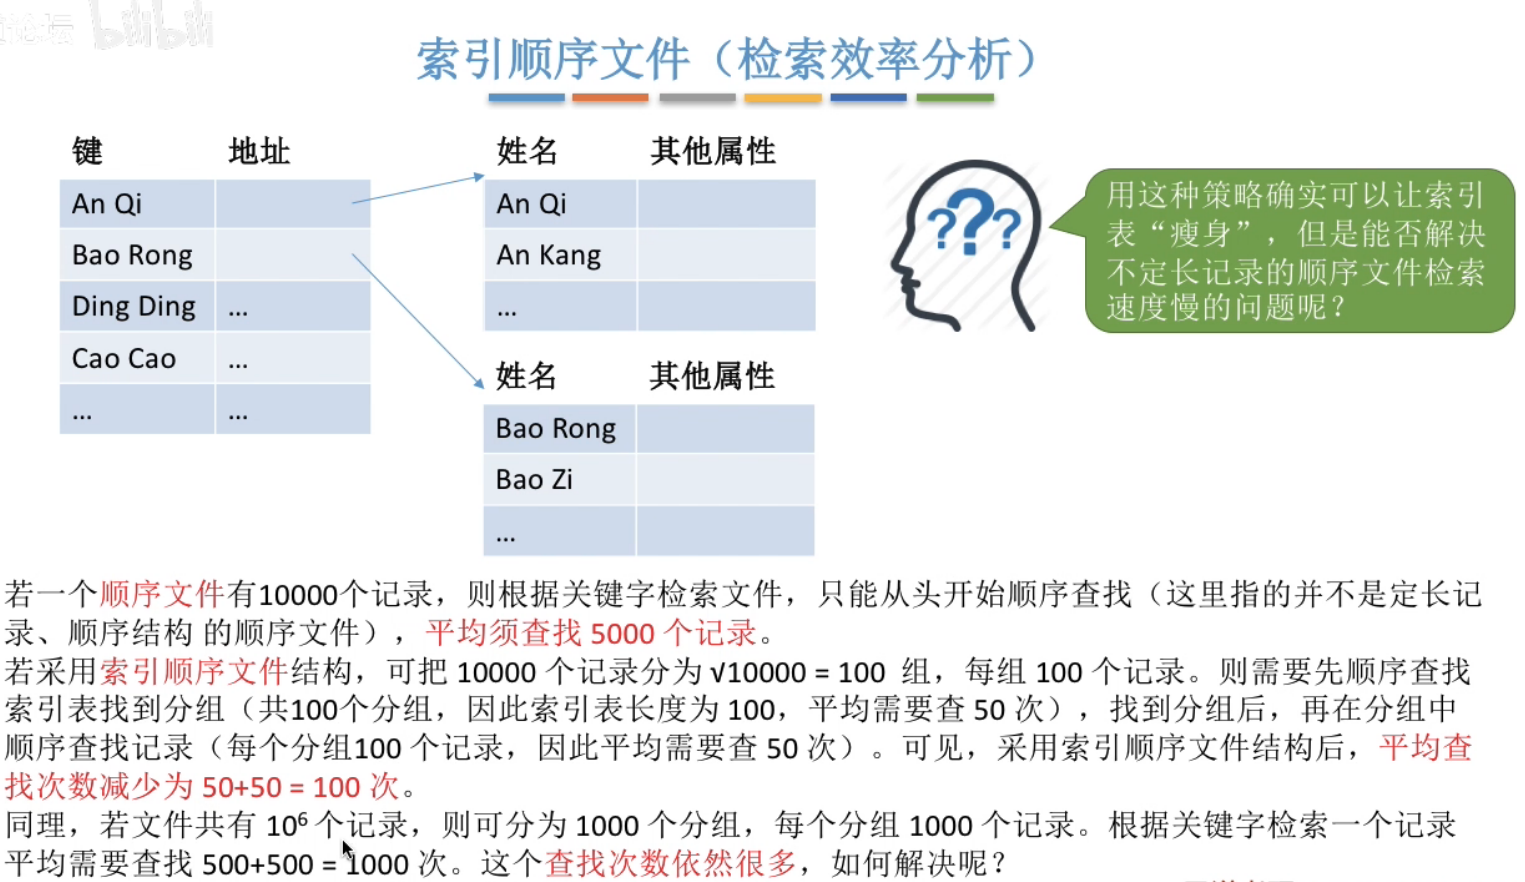 论坛 bilibili
索引顺序文件（检索效率分析）
键 地址
An Qi
Bao Rong
Ding Ding ...
Cao Cao ...
... ...
姓名 其他属性
An Qi
An Kang
...
姓名 其他属性
Bao Rong
Bao Zi
...
???
用这种策略确实可以让索引
表“瘦身”，但是能否解决
不定长记录的顺序文件检索
速度慢的问题呢？
若一个顺序文件有10000个记录，则根据关键字检索文件，只能从头开始顺序查找（这里指的并不是定长记
录、顺序结构 的顺序文件），平均须查找 5000 个记录。
若采用索引顺序文件结构，可把 10000 个记录分为 √10000 = 100 组，每组 100 个记录。则需要先顺序查找
索引表找到分组（共100个分组，因此索引表长度为 100，平均需要查 50 次），找到分组后，再在分组中
顺序查找记录（每个分组100 个记录，因此平均需要查 50 次）。可见，采用索引顺序文件结构后，平均查
找次数减少为 50+50 = 100 次。
同理，若文件共有 10⁶ 个记录，则可分为 1000 个分组，每个分组 1000 个记录。根据关键字检索一个记录
平均需要查找 500+500 = 1000 次。这个查找次数依然很多，如何解决呢？